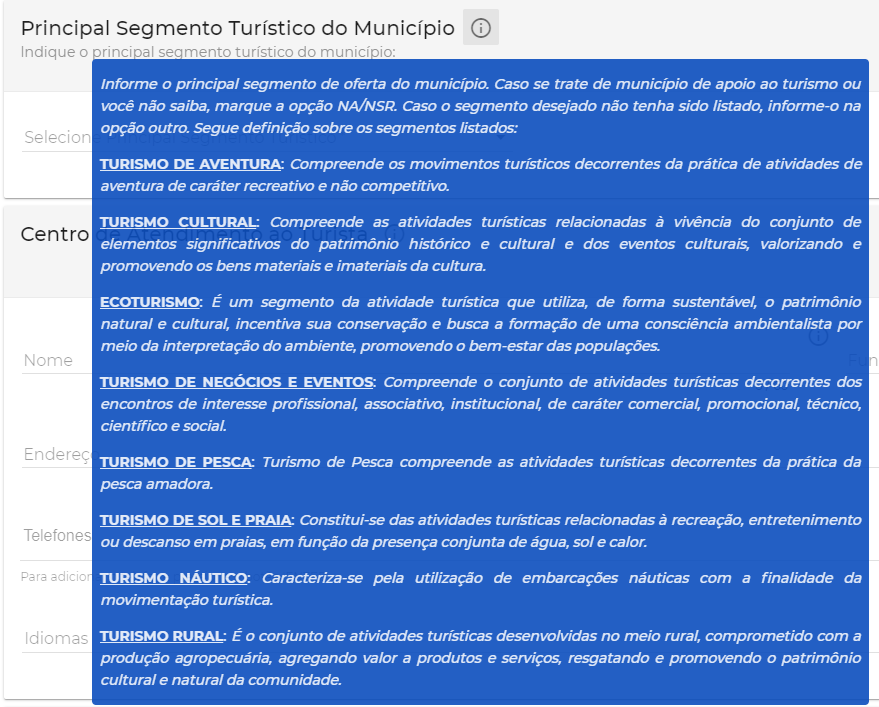 Principal Segmento Turístico do Município
Indique o principal segmento turístico do município:
Informe o principal segmento de oferta do município. Caso se trate de município de apoio ao turismo ou
você não saiba, marque a opção NA/NSR. Caso o segmento desejado não tenha sido listado, informe-o na
opção outro. Segue definição sobre os segmentos listados:
Selecione Principal Segmento Turístico
TURISMO DE AVENTURA: Compreende os movimentos turísticos decorrentes da prática de atividades de
aventura de caráter recreativo e não competitivo.
TURISMO CULTURAL: Compreende as atividades turísticas relacionadas à vivência do conjunto de
Centro de Atendimento ao Turista
elementos significativos do patrimônio histórico e cultural e dos eventos culturais, valorizando e
promovendo os bens materiais e imateriais da cultura.
ECOTURISMO: É um segmento da atividade turística que utiliza, de forma sustentável, o patrimônio
natural e cultural, incentiva sua conservação e busca a formação de uma consciência ambientalista por
meio da interpretação do ambiente, promovendo o bem-estar das populações.
Nome
Fun
TURISMO DE NEGÓCIOS E EVENTOS: Compreende o conjunto de atividades turísticas decorrentes dos
encontros de interesse profissional, associativo, institucional, de caráter comercial, promocional, técnico,
científico e social.
Endereç
TURISMO DE PESCA: Turismo de Pesca compreende as atividades turísticas decorrentes da prática da
pesca amadora.
TURISMO DE SOL E PRAIA: Constitui-se das atividades turísticas relacionadas à recreação, entretenimento
ou descanso em praias, em função da presença conjunta de água, sol e calor.
Telefones
Para adicion
TURISMO NÁUTICO: Caracteriza-se pela utilização de embarcações náuticas com a finalidade da
movimentação turística.
TURISMO RURAL: É o conjunto de atividades turísticas desenvolvidas no meio rural, comprometido com a
produção agropecuária, agregando valor a produtos e serviços, resgatando e promovendo o patrimônio
cultural e natural da comunidade.
Idiomas